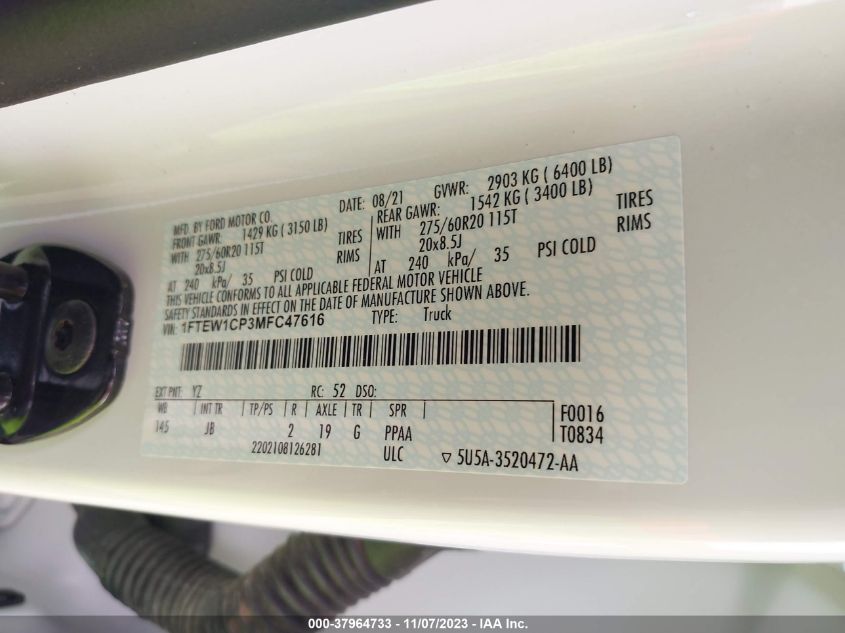 MFD. BY FORD MOTOR CO. DATE: 08/21 GVWR: 2903 KG ( 6400 LB)
FRONT GAWR: 1429 KG ( 3150 LB) REAR GAWR: 1542 KG ( 3400 LB)
WITH 275/60R20 115T TIRES WITH 275/60R20 115T TIRES
20x8.5J RIMS 20x8.5J RIMS
AT 240 kPa/ 35 PSI COLD AT 240 kPa/ 35 PSI COLD
THIS VEHICLE CONFORMS TO ALL APPLICABLE FEDERAL MOTOR VEHICLE
SAFETY STANDARDS IN EFFECT ON THE DATE OF MANUFACTURE SHOWN ABOVE.
VIN: 1FTEW1CP3MFC47616 TYPE: Truck
EXT PNT: YZ RC: 52 DSO:
WB INT TR TP/PS R AXLE TR SPR F0016
145 JB 2 19 G PPAA T0834
2202108126281 ULC ▽ 5U5A-3520472-AA
000-37964733 - 11/07/2023 - IAA Inc.